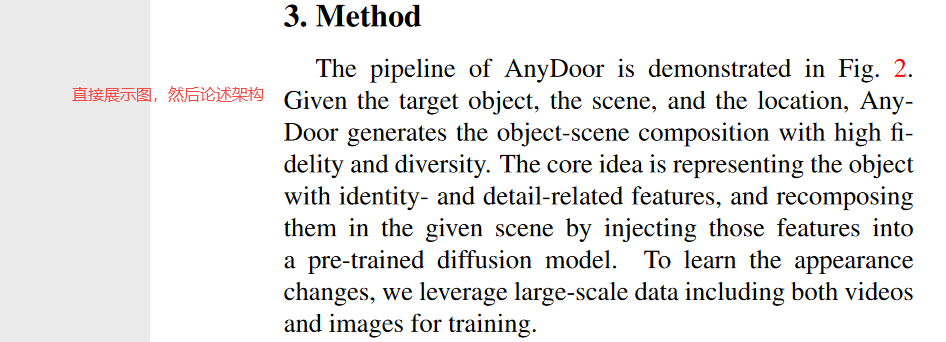 3. Method
The pipeline of AnyDoor is demonstrated in Fig. 2.
直接展示图，然后论述架构
Given the target object, the scene, and the location, Any-
Door generates the object-scene composition with high fi-
delity and diversity. The core idea is representing the object
with identity- and detail-related features, and recomposing
them in the given scene by injecting those features into
a pre-trained diffusion model. To learn the appearance
changes, we leverage large-scale data including both videos
and images for training.